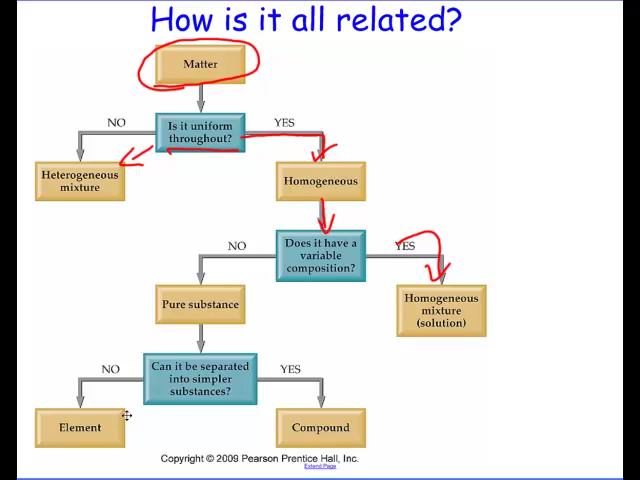 How is it all related?
Matter
NO
Is it uniform
throughout?
YES
Heterogeneous
mixture
Homogeneous
NO
Does it have a
variable
composition?
YES
Pure substance
Homogeneous
mixture
(solution)
NO
Can it be separated
into simpler
substances?
YES
Element
Compound
Copyright © 2009 Pearson Prentice Hall, Inc.
Extend Page